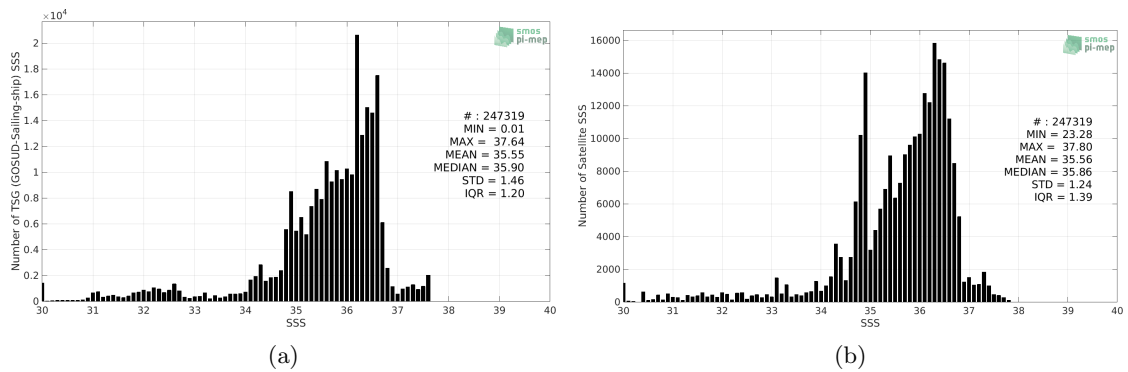 ×10⁴
2
1.8
1.6
1.4
1.2
1
0.8
0.6
0.4
0.2
0
Number of TSG (GOSUD-Sailing-ship) SSS
30 31 32 33 34 35 36 37 38 39 40
SSS
smos
pi-mep
# : 247319
MIN = 0.01
MAX = 37.64
MEAN = 35.55
MEDIAN = 35.90
STD = 1.46
IQR = 1.20
(a)
16000
14000
12000
10000
8000
6000
4000
2000
0
Number of Satellite SSS
30 31 32 33 34 35 36 37 38 39 40
SSS
smos
pi-mep
# : 247319
MIN = 23.28
MAX = 37.80
MEAN = 35.56
MEDIAN = 35.86
STD = 1.24
IQR = 1.39
(b)